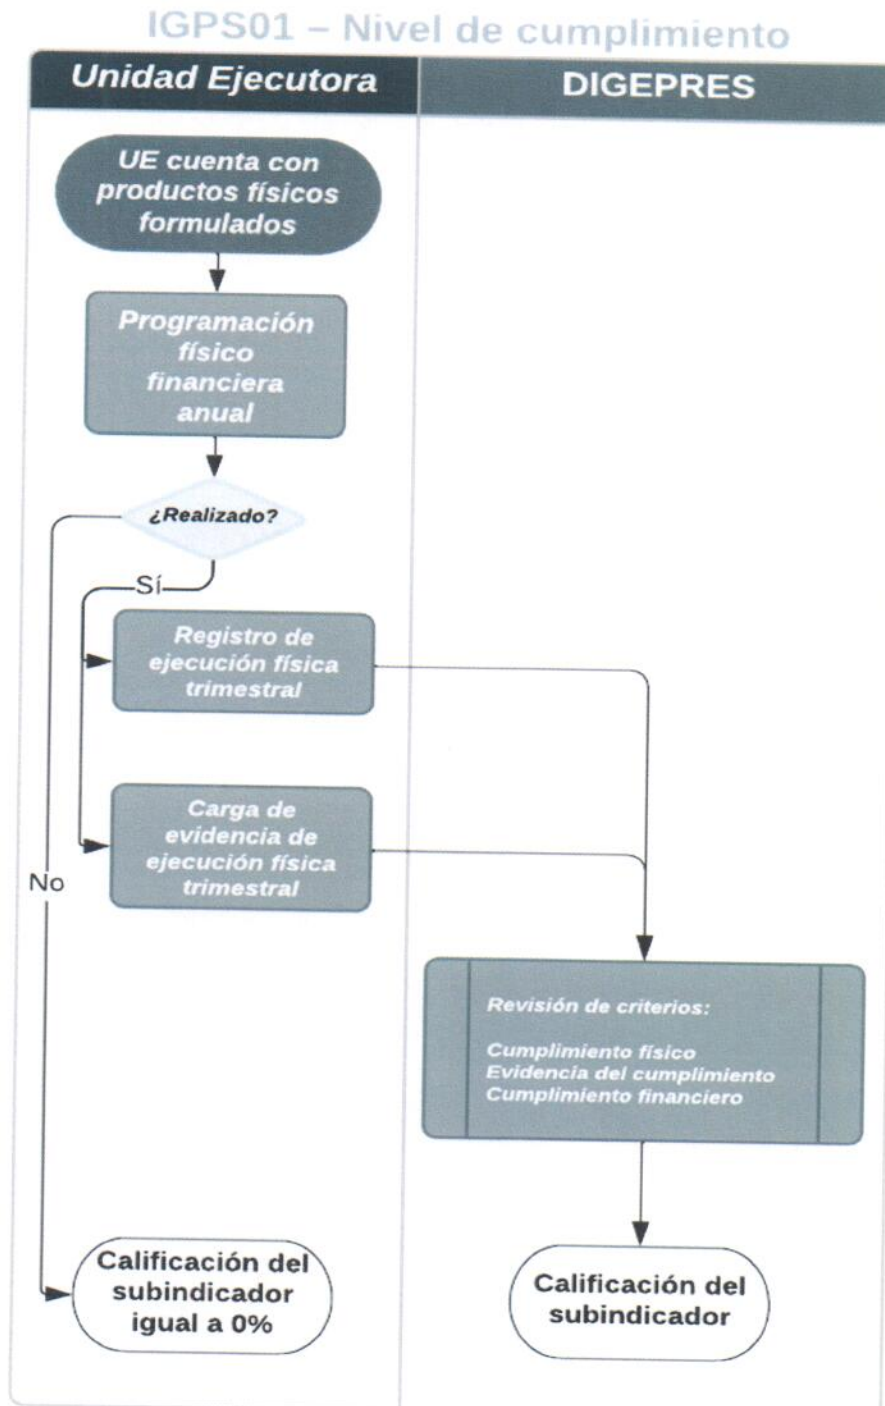 IGPS01 – Nivel de cumplimiento
Unidad Ejecutora
DIGEPRES
UE cuenta con
productos físicos
formulados
Programación
físico
financiera
anual
¿Realizado?
Sí
Registro de
ejecución física
trimestral
Carga de
evidencia de
ejecución física
trimestral
No
Revisión de criterios:
Cumplimiento físico
Evidencia del cumplimiento
Cumplimiento financiero
Calificación del
subindicador
igual a 0%
Calificación del
subindicador